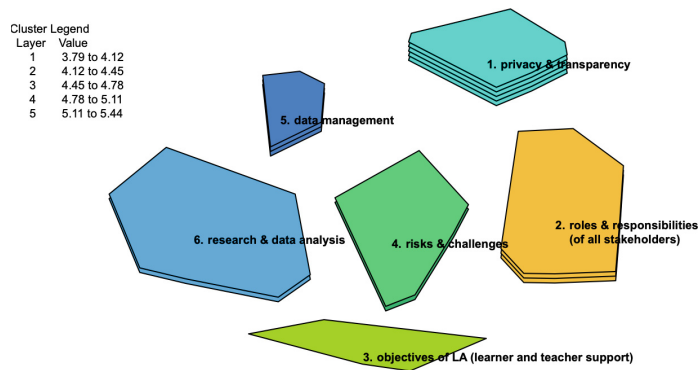 Cluster Legend
Layer Value
1 3.79 to 4.12
2 4.12 to 4.45
3 4.45 to 4.78
4 4.78 to 5.11
5 5.11 to 5.44
1. privacy & transparency
5. data management
2. roles & responsibilities
(of all stakeholders)
6. research & data analysis
4. risks & challenges
3. objectives of LA (learner and teacher support)